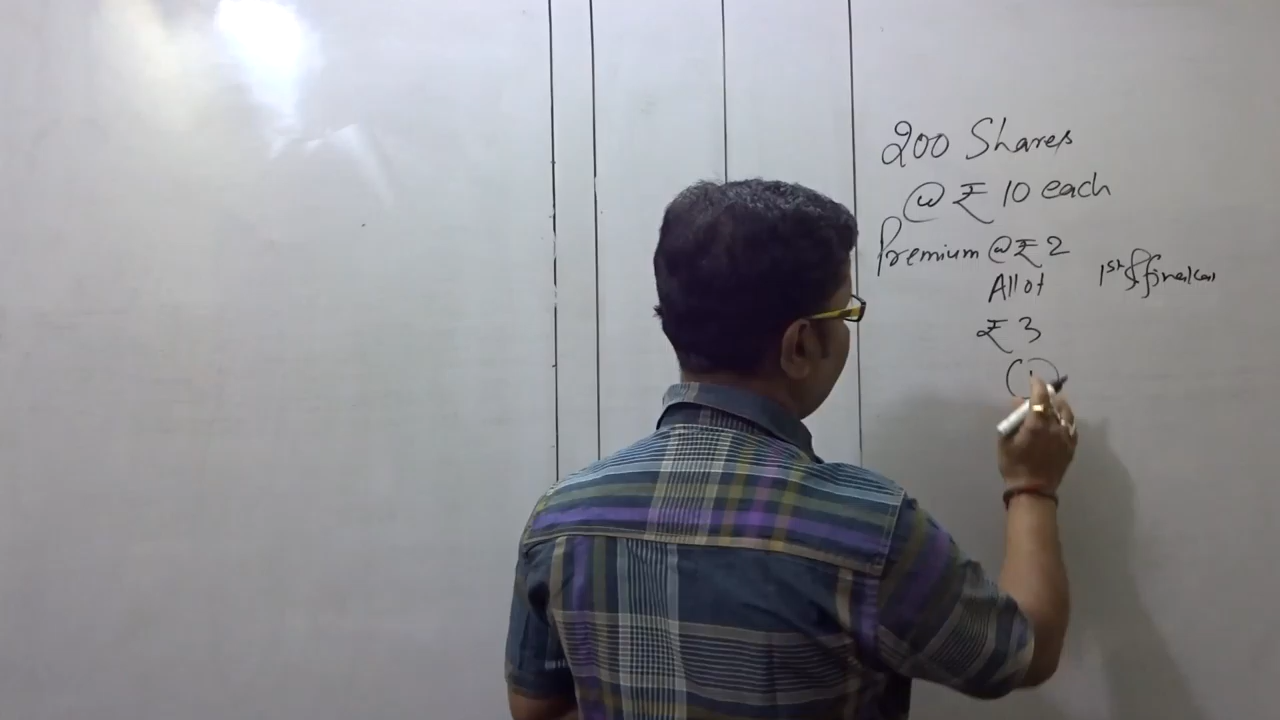 200 Shares
@ ₹ 10 each
Premium @ ₹ 2
Allot 1st & final call
₹ 3